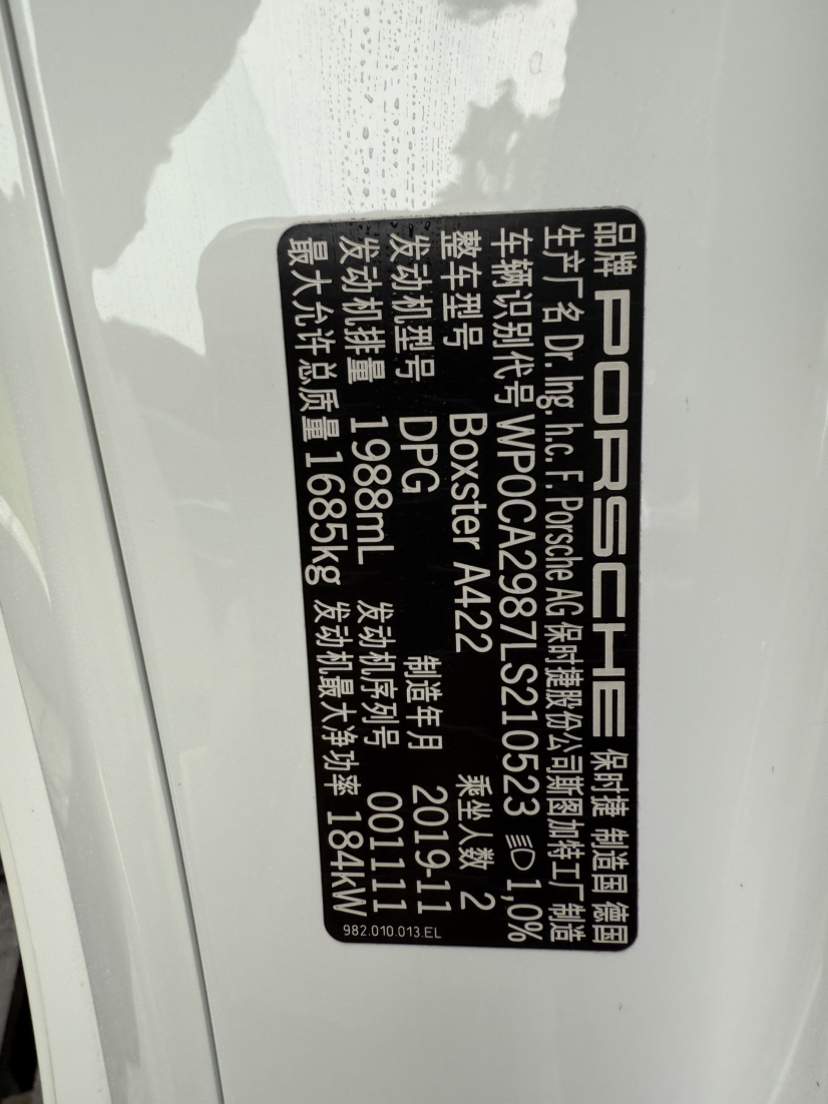 品牌 PORSCHE 保时捷 制造国 德国
生产厂名 Dr. Ing. h.c. F. Porsche AG 保时捷股份公司斯图加特工厂制造
车辆识别代号 WP0CA2987LS210523 1,0%
整车型号 Boxster A422 乘坐人数 2
发动机型号 DPG 制造年月 2019-11
发动机排量 1988mL 发动机序列号 001111
最大允许总质量 1685kg 发动机最大净功率 184kW
982.010.013.EL